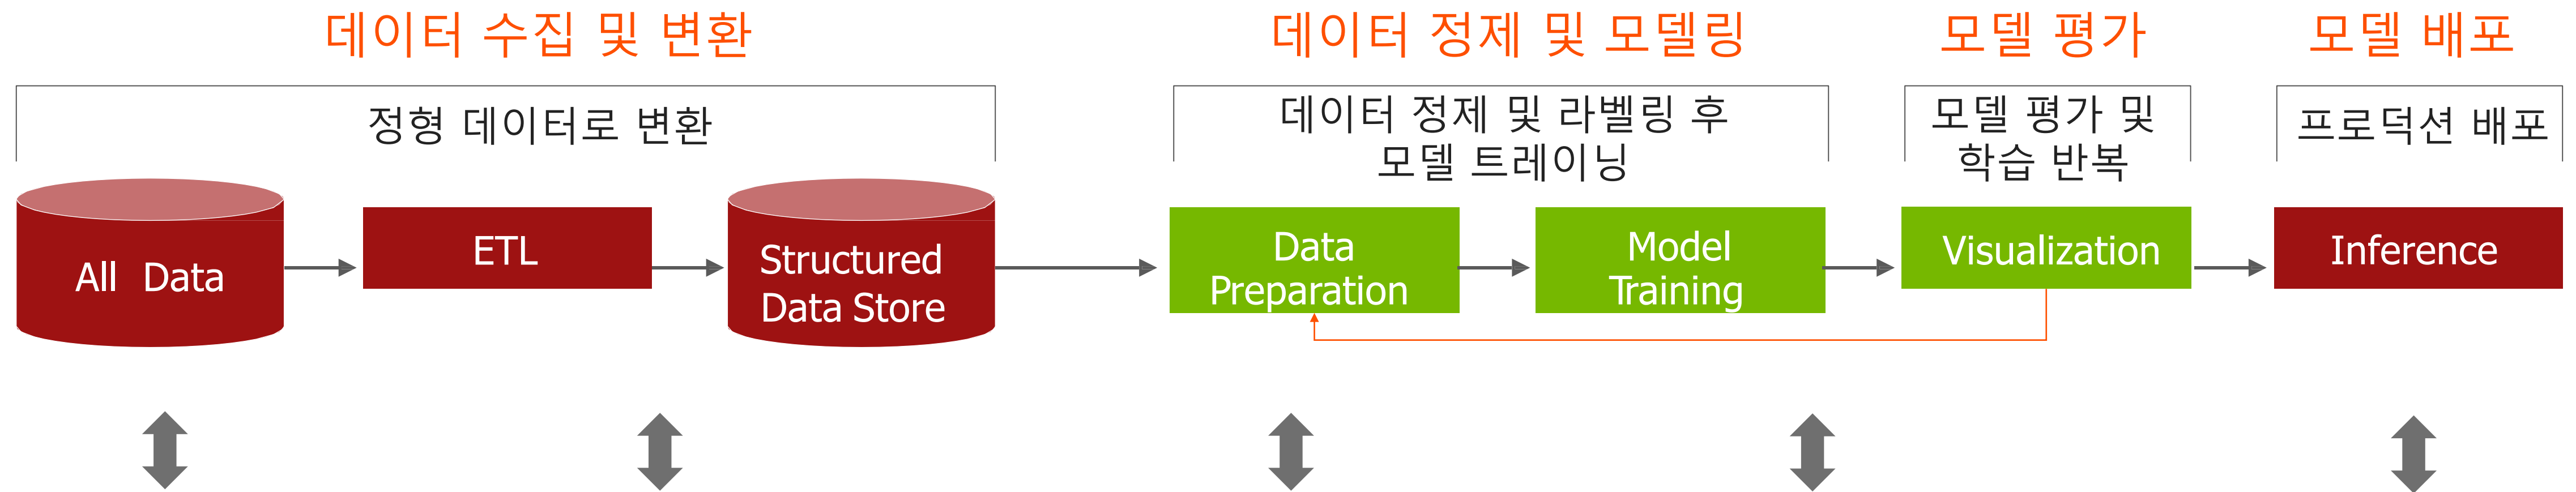 데이터 수집 및 변환
데이터 정제 및 모델링
모델 평가
모델 배포
정형 데이터로 변환
데이터 정제 및 라벨링 후
모델 트레이닝
모델 평가 및
학습 반복
프로덕션 배포
All Data
ETL
Structured
Data Store
Data
Preparation
Model
Training
Visualization
Inference